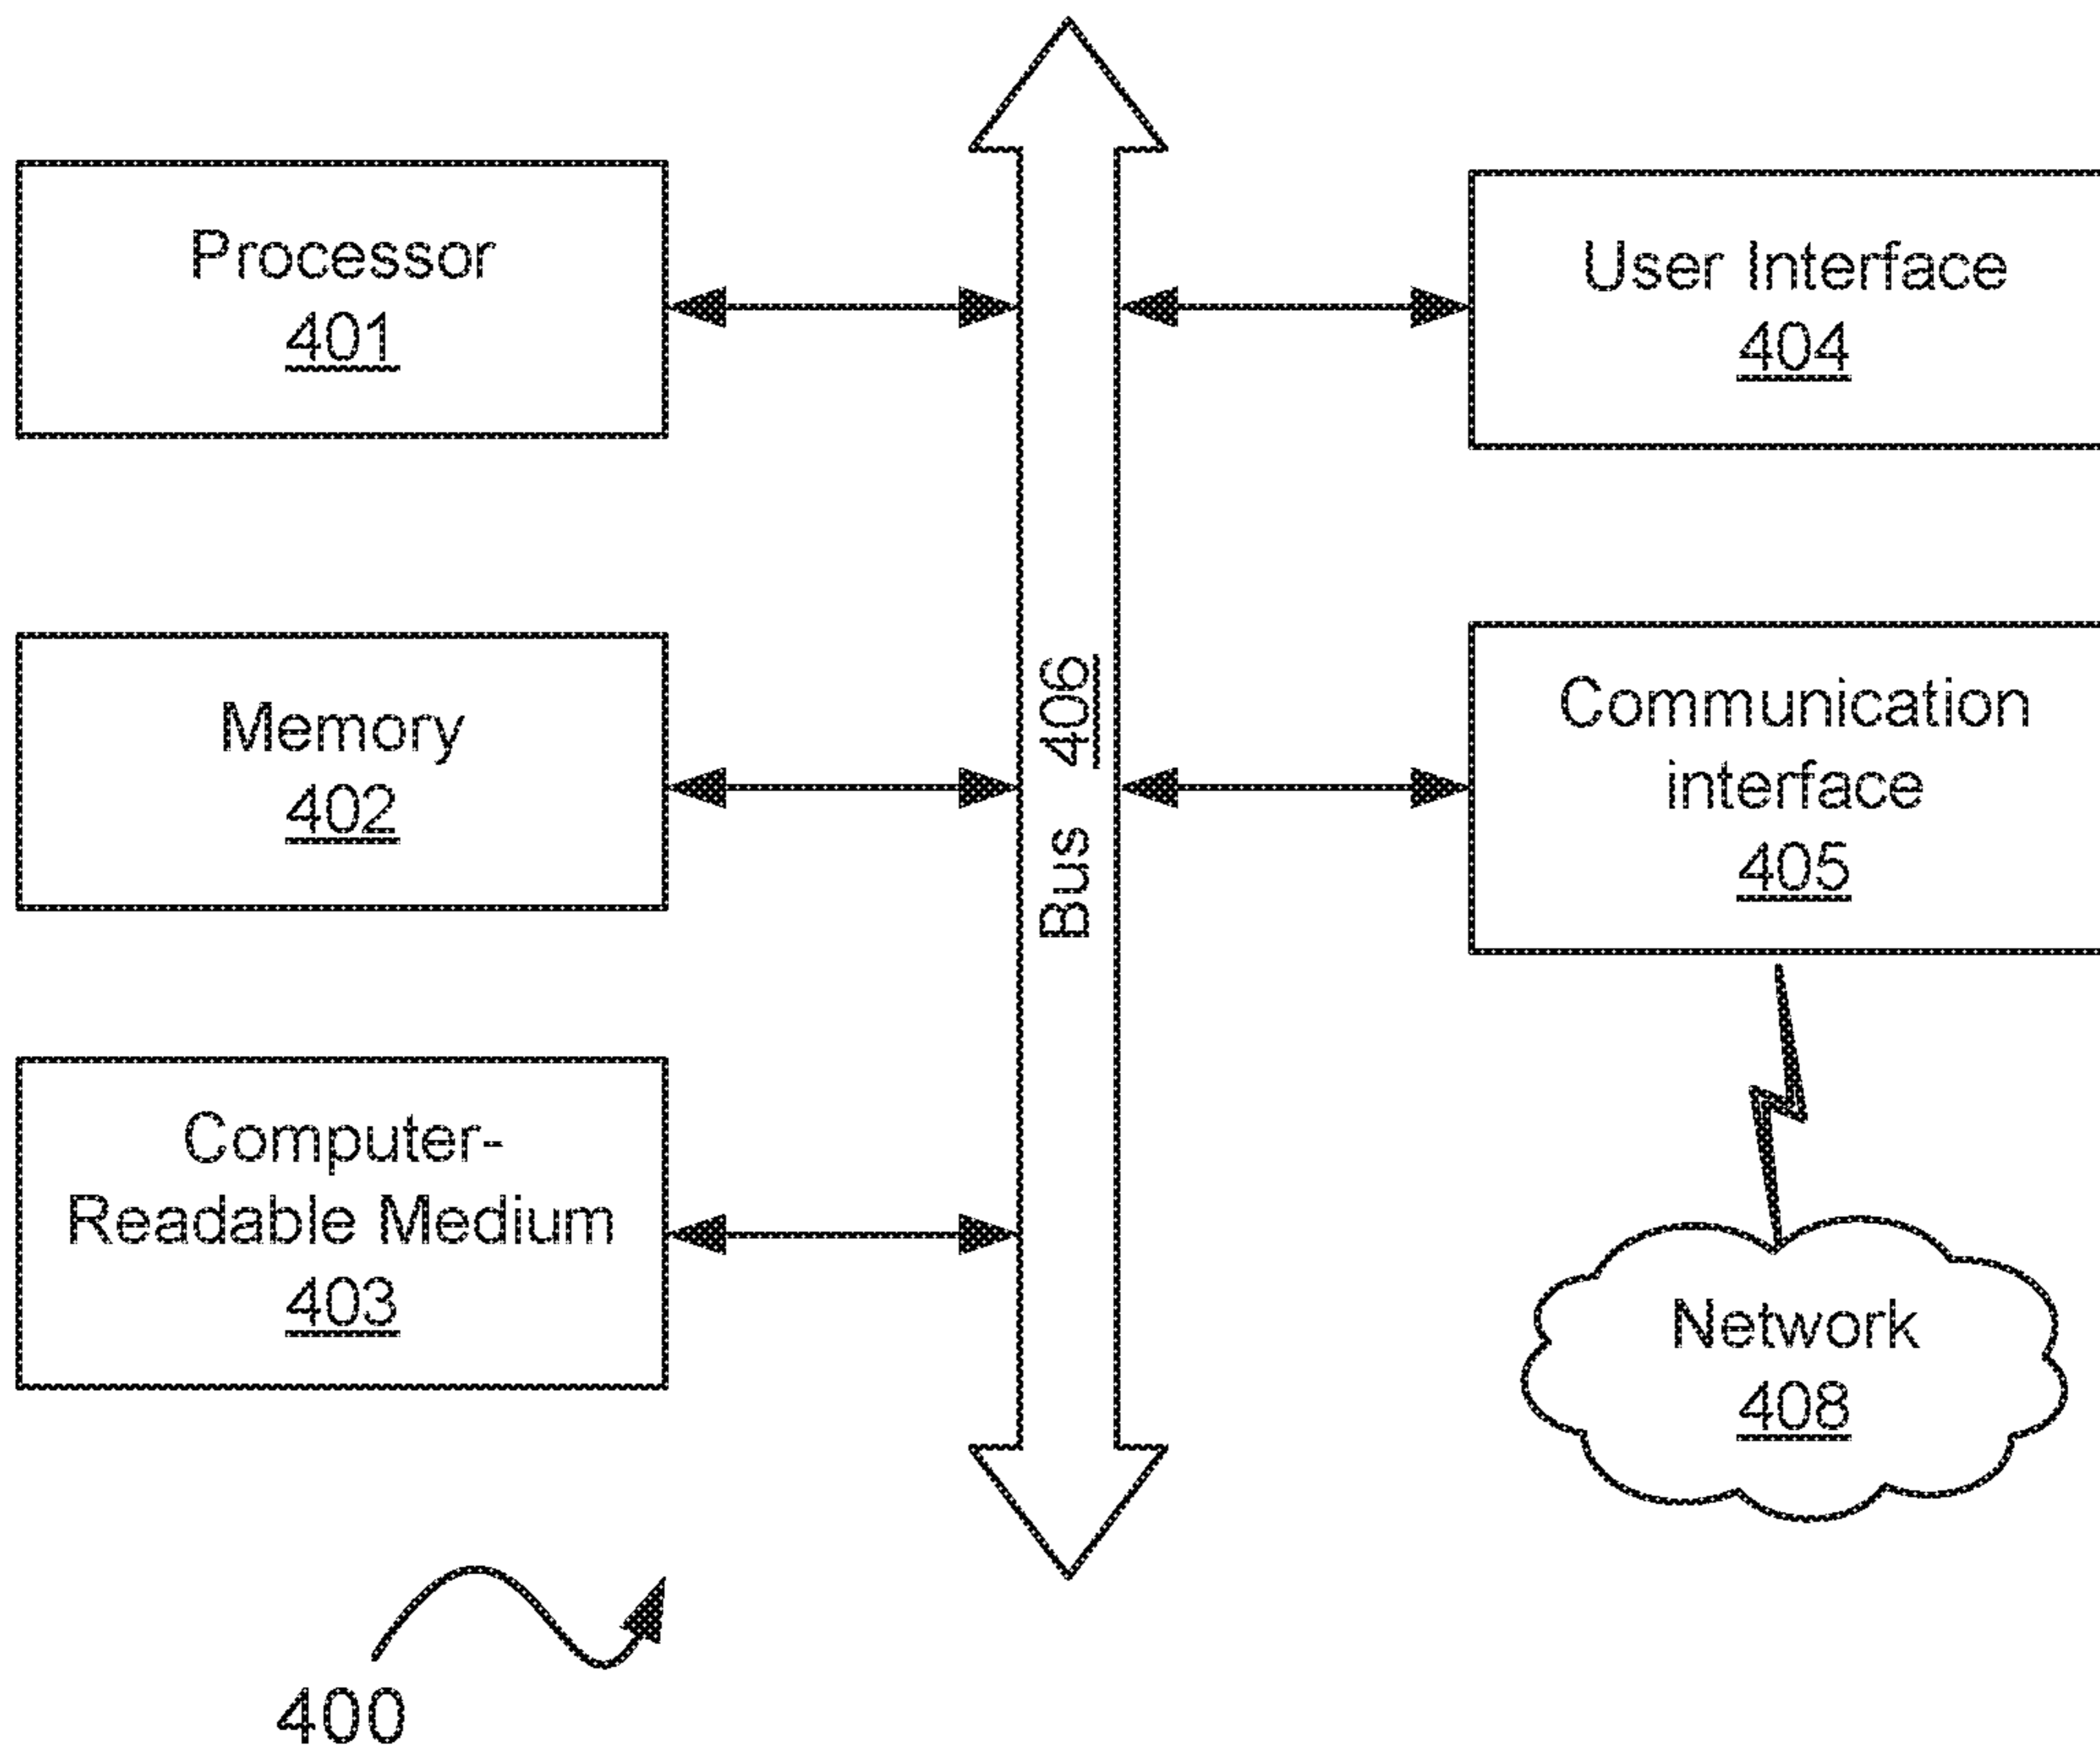 Processor
401
Memory
402
Computer-
Readable Medium
403
Bus 406
User Interface
404
Communication
interface
405
Network
408
400